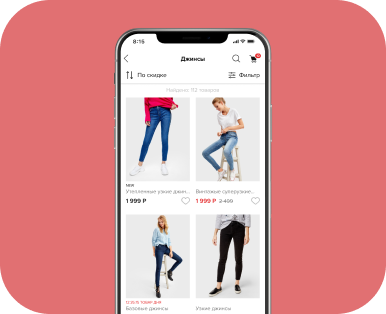 8:15
Джинсы
По скидке
Фильтр
Найдено 112 товаров
NEW
Утепленные узкие джин...
1 999 Р
Винтажные суперузкие...
1 999 Р 2 499
Базовые джинсы
Узкие джинсы